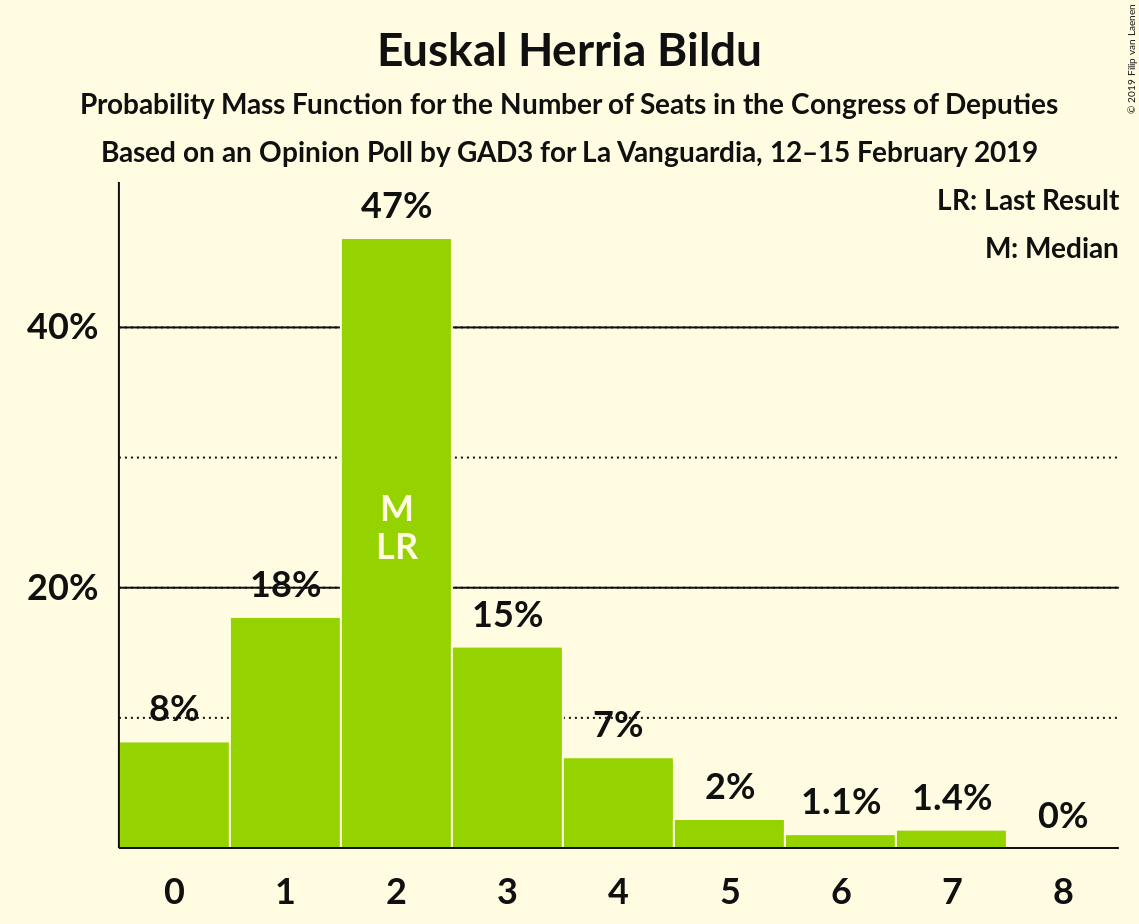 Euskal Herria Bildu
Probability Mass Function for the Number of Seats in the Congress of Deputies
Based on an Opinion Poll by GAD3 for La Vanguardia, 12–15 February 2019
© 2019 Filip van Laenen
LR: Last Result
M: Median
47%
40%
M
LR
20%
18%
15%
8%
7%
2%
1.1%
1.4%
0%
0 1 2 3 4 5 6 7 8